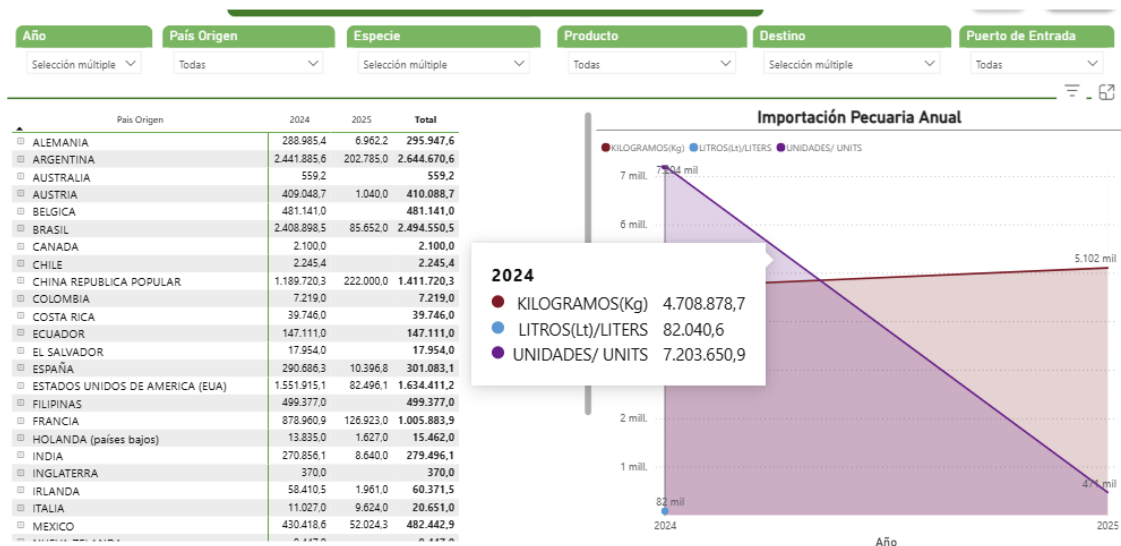 Año País Origen Especie Producto Destino Puerto de Entrada
Selección múltiple Todas Selección múltiple Todas Selección múltiple Todas
País Origen 2024 2025 Total
ALEMANIA 288.985,4 6.962,2 295.947,6
ARGENTINA 2.441.885,6 202.785,0 2.644.670,6
AUSTRALIA 559,2 559,2
AUSTRIA 409.048,7 1.040,0 410.088,7
BELGICA 481.141,0 481.141,0
BRASIL 2.408.898,5 85.652,0 2.494.550,5
CANADA 2.100,0 2.100,0
CHILE 2.245,4 2.245,4
CHINA REPUBLICA POPULAR 1.189.720,3 222.000,0 1.411.720,3
COLOMBIA 7.219,0 7.219,0
COSTA RICA 39.746,0 39.746,0
ECUADOR 147.111,0 147.111,0
EL SALVADOR 17.954,0 17.954,0
ESPAÑA 290.686,3 10.396,8 301.083,1
ESTADOS UNIDOS DE AMERICA (EUA) 1.551.915,1 82.496,1 1.634.411,2
FILIPINAS 499.377,0 499.377,0
FRANCIA 878.960,9 126.923,0 1.005.883,9
HOLANDA (países bajos) 13.835,0 1.627,0 15.462,0
INDIA 270.856,1 8.640,0 279.496,1
INGLATERRA 370,0 370,0
IRLANDA 58.410,5 1.961,0 60.371,5
ITALIA 11.027,0 9.624,0 20.651,0
MEXICO 430.418,6 52.024,3 482.442,9
Importación Pecuaria Anual
KILOGRAMOS(Kg) LITROS(Lt)/LITERS UNIDADES/ UNITS
7 mill. 7.204 mil
6 mill.
5.102 mil
2024
KILOGRAMOS(Kg) 4.708.878,7
LITROS(Lt)/LITERS 82.040,6
UNIDADES/ UNITS 7.203.650,9
2 mill.
1 mill.
471 mil
82 mil
2024 2025
Año